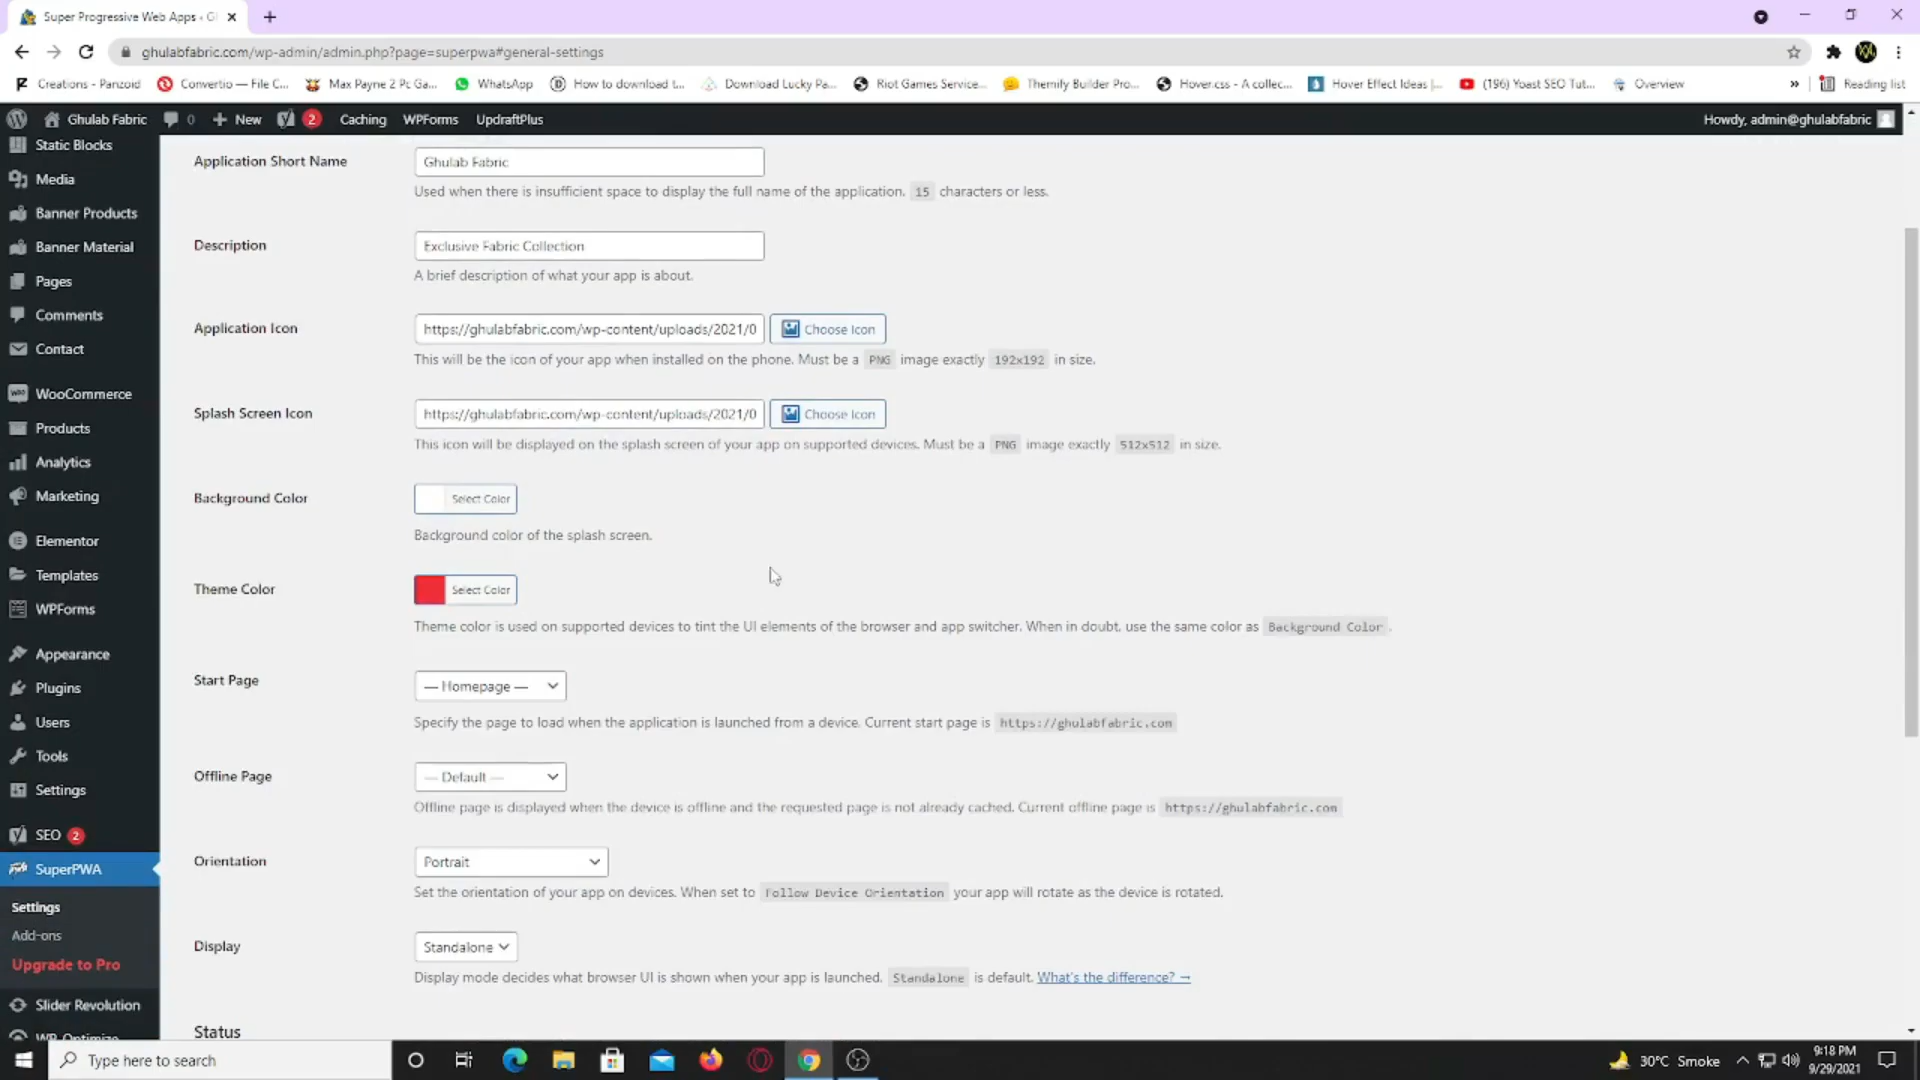 Super Progressive Web Apps ‹ G
ghulabfabric.com/wp-admin/admin.php?page=superpwa#general-settings
Creations - Panzoid
Convertio — File C...
Max Payne 2 Pc Ga...
WhatsApp
How to download t...
Download Lucky Pa...
Riot Games Service...
Themify Builder Pro...
Hover.css - A collec...
Hover Effect Ideas |...
(196) Yoast SEO Tut...
Overview
»
Reading list
Ghulab Fabric
0
New
2
Caching
WPForms
UpdraftPlus
Howdy, admin@ghulabfabric
Static Blocks
Media
Banner Products
Banner Material
Pages
Comments
Contact
WooCommerce
Products
Analytics
Marketing
Elementor
Templates
WPForms
Appearance
Plugins
Users
Tools
Settings
SEO 2
SuperPWA
Settings
Add-ons
Upgrade to Pro
Slider Revolution
WP-Optimize
Application Short Name
Ghulab Fabric
Used when there is insufficient space to display the full name of the application. 15 characters or less.
Description
Exclusive Fabric Collection
A brief description of what your app is about.
Application Icon
https://ghulabfabric.com/wp-content/uploads/2021/0
Choose Icon
This will be the icon of your app when installed on the phone. Must be a PNG image exactly 192x192 in size.
Splash Screen Icon
https://ghulabfabric.com/wp-content/uploads/2021/0
Choose Icon
This icon will be displayed on the splash screen of your app on supported devices. Must be a PNG image exactly 512x512 in size.
Background Color
Select Color
Background color of the splash screen.
Theme Color
Select Color
Theme color is used on supported devices to tint the UI elements of the browser and app switcher. When in doubt, use the same color as Background Color .
Start Page
— Homepage —
Specify the page to load when the application is launched from a device. Current start page is https://ghulabfabric.com
Offline Page
— Default —
Offline page is displayed when the device is offline and the requested page is not already cached. Current offline page is https://ghulabfabric.com
Orientation
Portrait
Set the orientation of your app on devices. When set to Follow Device Orientation your app will rotate as the device is rotated.
Display
Standalone
Display mode decides what browser UI is shown when your app is launched. Standalone is default. What's the difference? →
Status
Type here to search
30°C Smoke
9:18 PM
9/29/2021